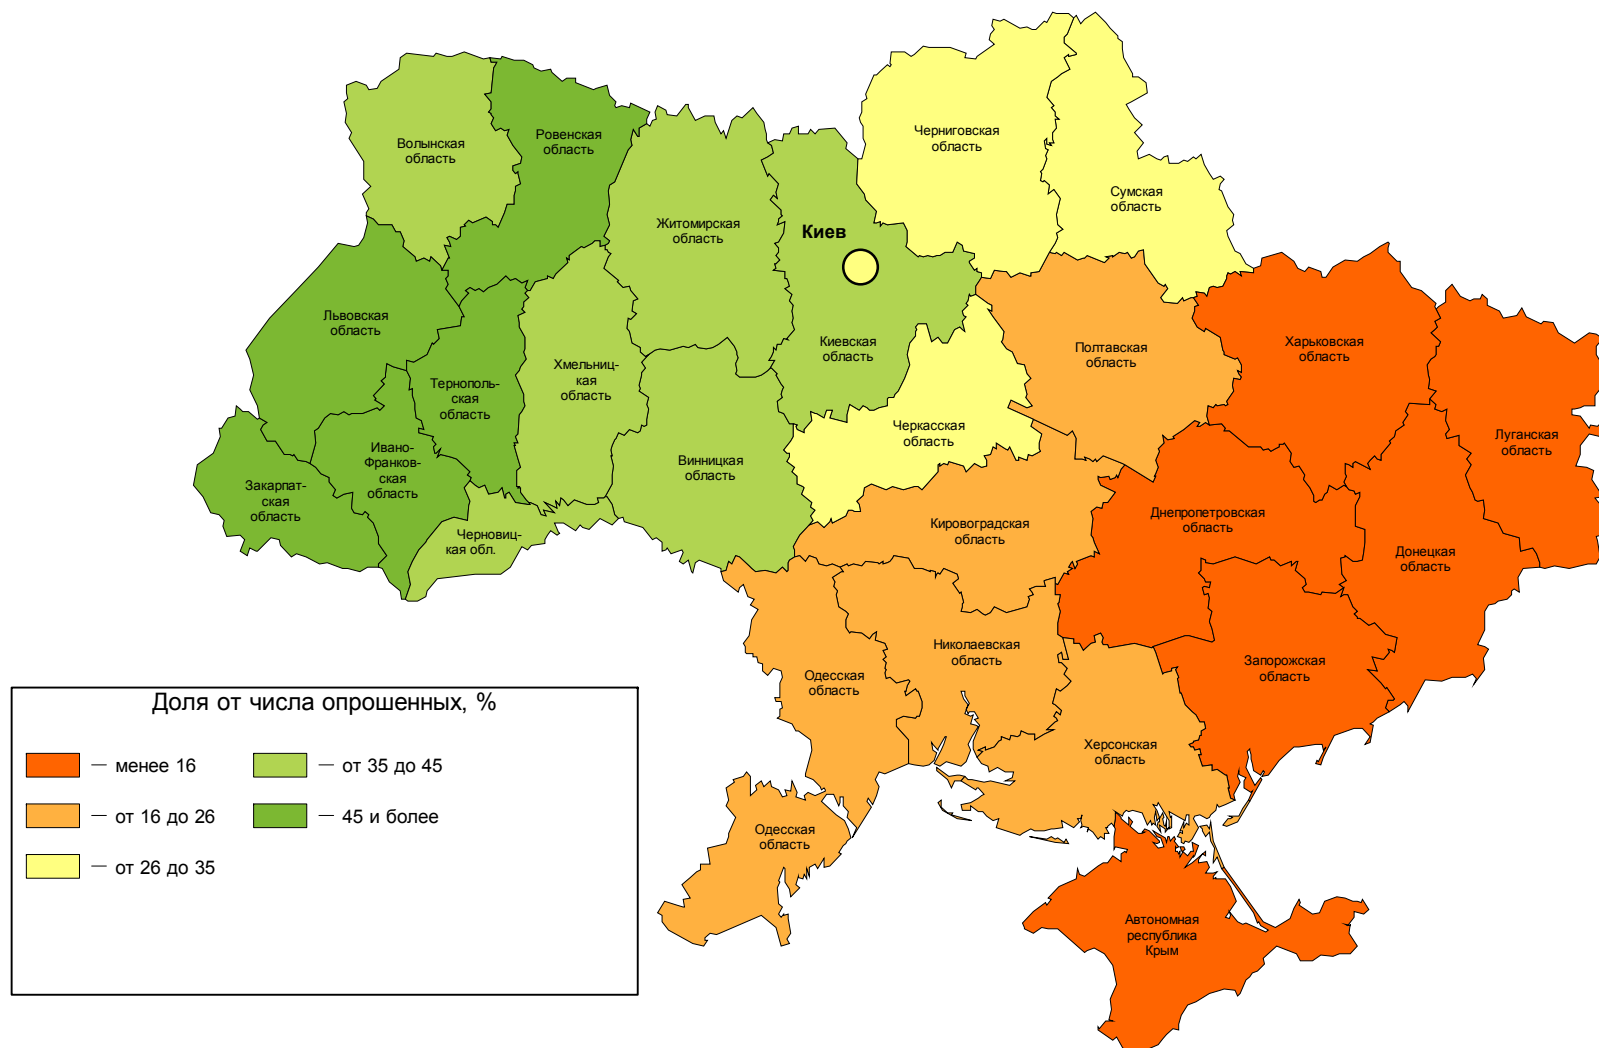 Волынская
область
Ровенская
область
Житомирская
область
Киев
Черниговская
область
Сумская
область
Львовская
область
Тернополь-
ская
область
Хмельниц-
кая
область
Киевская
область
Полтавская
область
Харьковская
область
Луганская
область
Закарпат-
ская
область
Ивано-
Франков-
ская
область
Черновиц-
кая обл.
Винницкая
область
Черкасская
область
Кировоградская
область
Днепропетровская
область
Донецкая
область
Одесская
область
Николаевская
область
Запорожская
область
Херсонская
область
Одесская
область
Автономная
республика
Крым
Доля от числа опрошенных, %
— менее 16
— от 16 до 26
— от 26 до 35
— от 35 до 45
— 45 и более